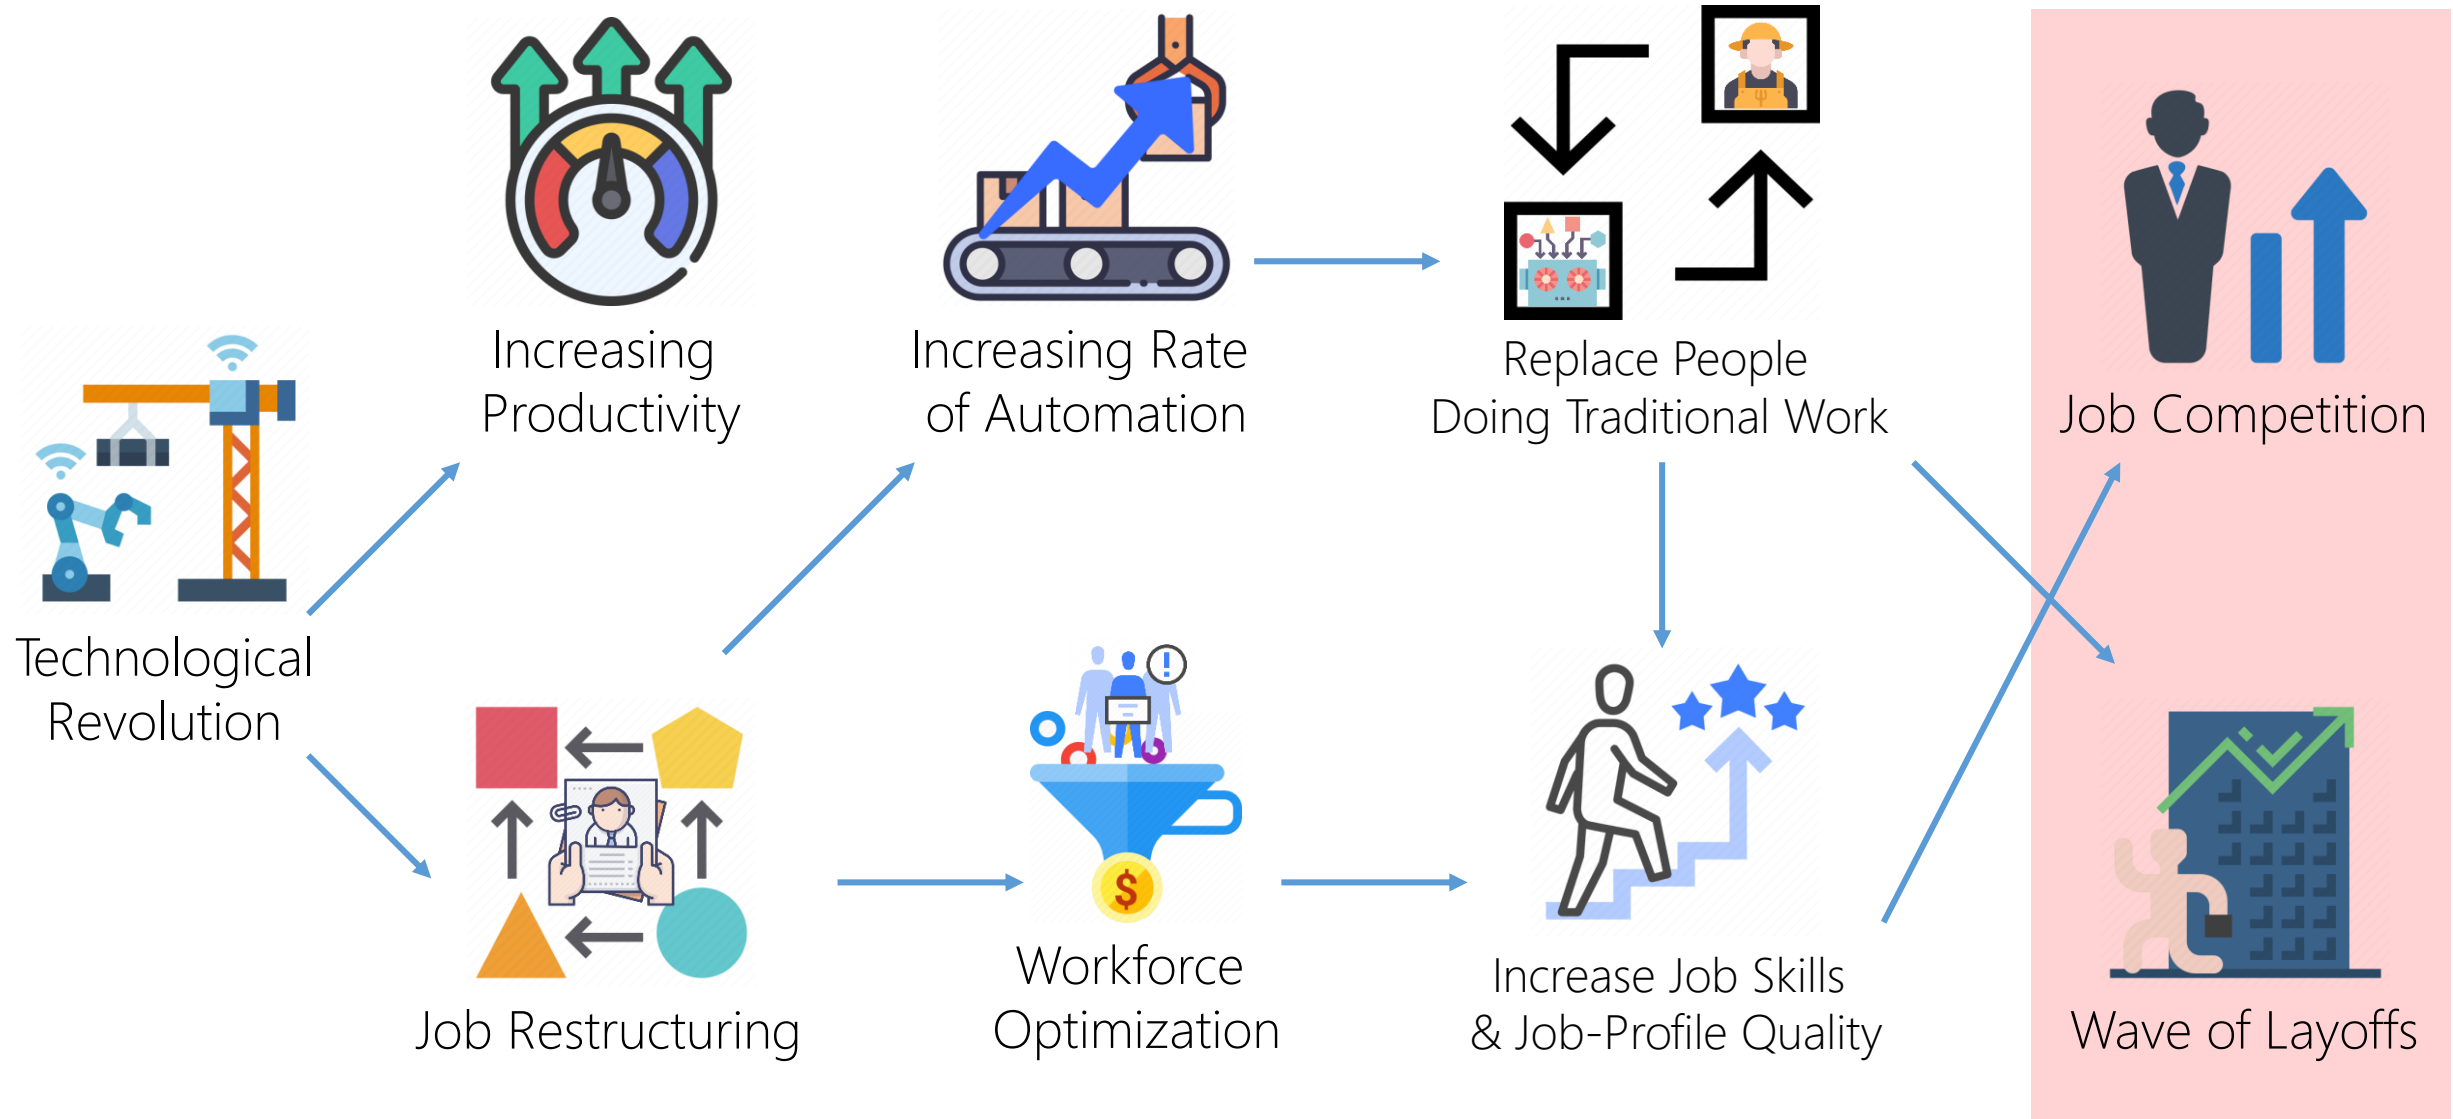 Increasing
Productivity
Increasing Rate
of Automation
Replace People
Doing Traditional Work
Job Competition
Technological
Revolution
$
Job Restructuring
Workforce
Optimization
Increase Job Skills
& Job-Profile Quality
Wave of Layoffs